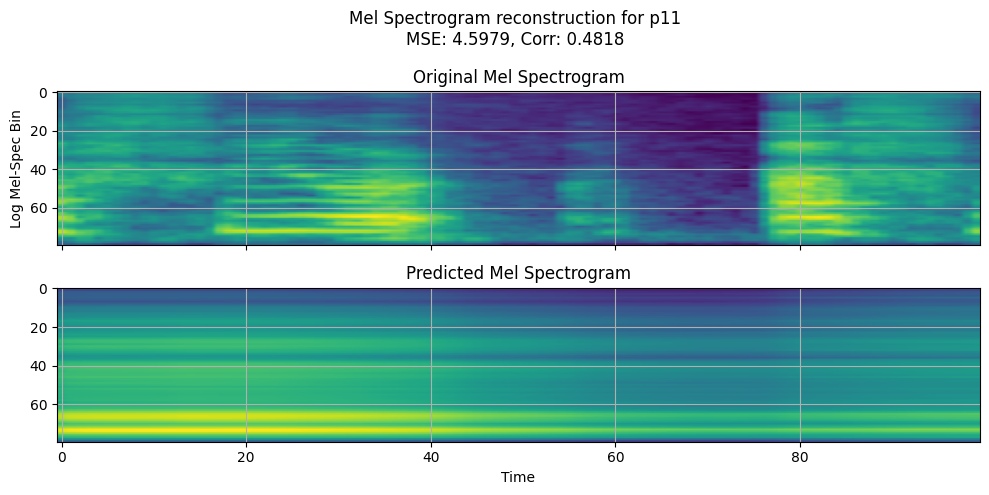 Mel Spectrogram reconstruction for p11
MSE: 4.5979, Corr: 0.4818
Original Mel Spectrogram
0
20
40
60
Log Mel-Spec Bin
Predicted Mel Spectrogram
0
20
40
60
0 20 40 60 80
Time